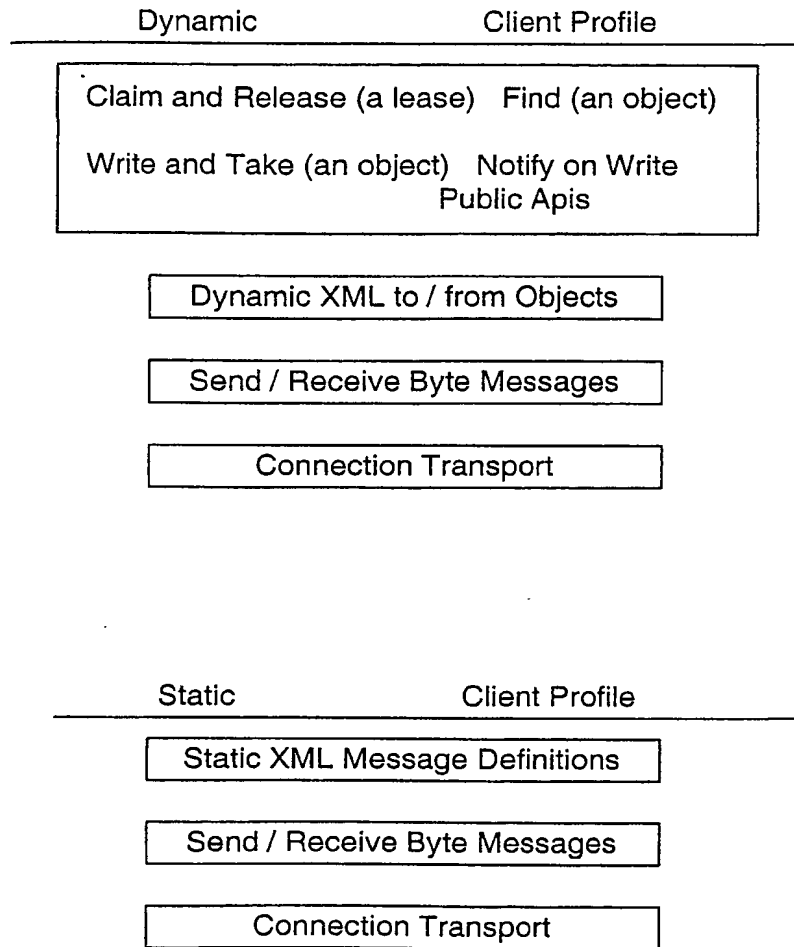 Dynamic Client Profile
Claim and Release (a lease) Find (an object)
Write and Take (an object) Notify on Write
Public Apis
Dynamic XML to / from Objects
Send / Receive Byte Messages
Connection Transport
Static Client Profile
Static XML Message Definitions
Send / Receive Byte Messages
Connection Transport